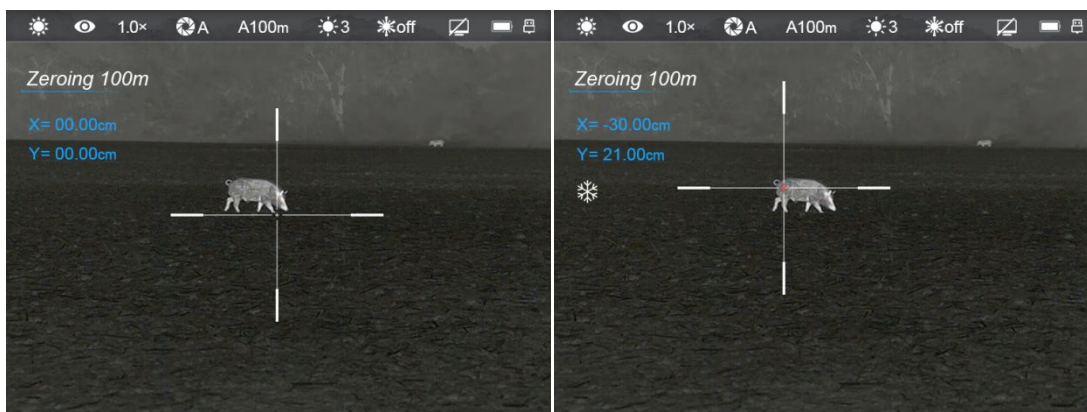 1.0× A A100m 3 off
Zeroing 100m
X= 00.00cm
Y= 00.00cm
1.0× A A100m 3 off
Zeroing 100m
X= -30.00cm
Y= 21.00cm